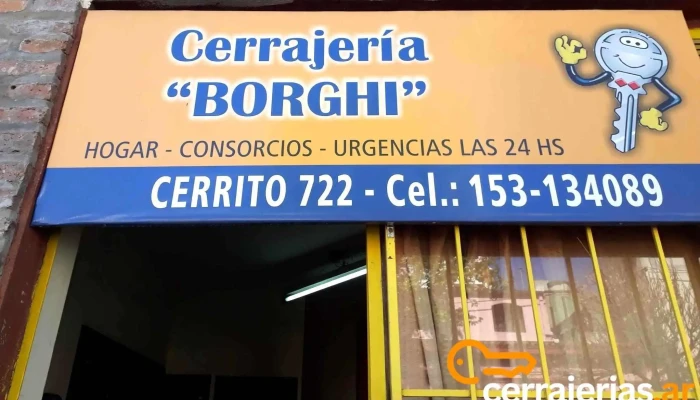 Cerrajería
“BORGHI”
HOGAR - CONSORCIOS - URGENCIAS LAS 24 HS
CERRITO 722 - Cel.: 153-134089
cerrajerias.ar